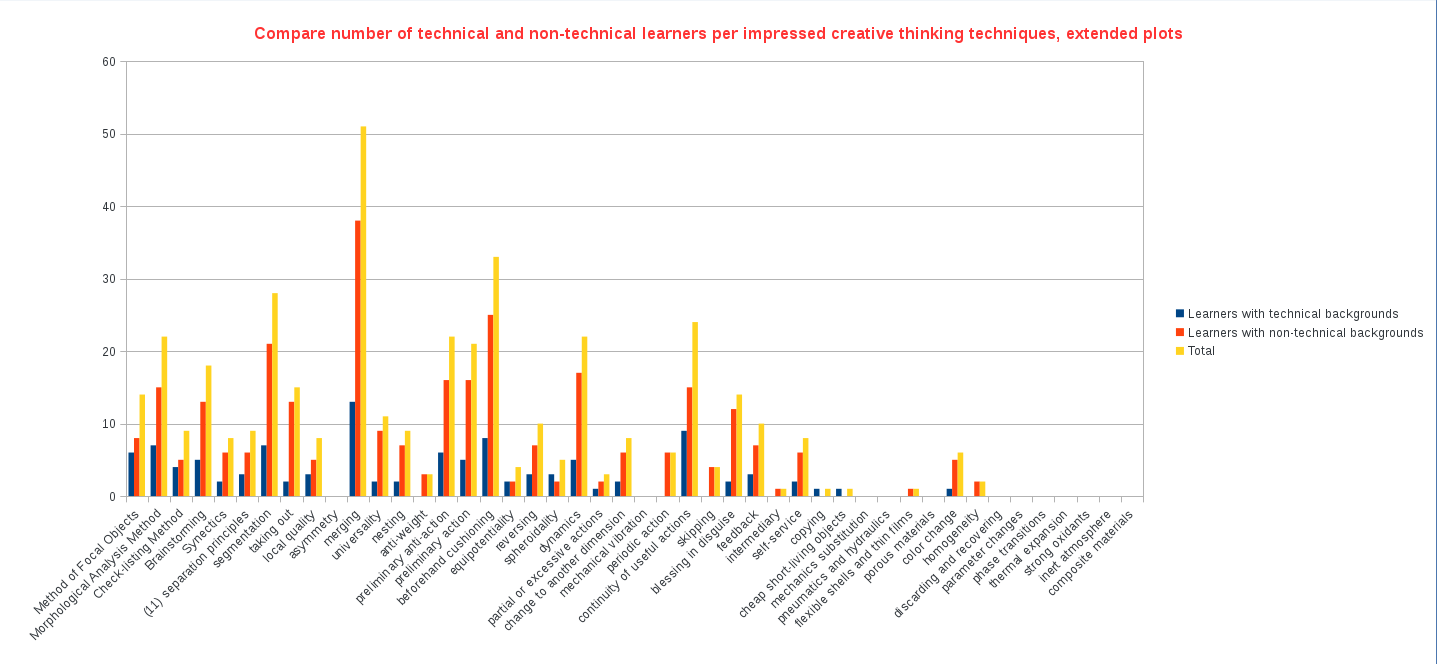 Compare number of technical and non-technical learners per impressed creative thinking techniques, extended plots
60
50
40
30
20
10
0
Method of Focal Objects
Morphological Analysis Method
Check-listing Method
Brainstorming
Synectics
(11) separation principles
segmentation
taking out
local quality
asymmetry
merging
universality
nesting
anti-weight
preliminary anti-action
preliminary action
beforehand cushioning
equipotentiality
reversing
spheroidality
dynamics
partial or excessive actions
change to another dimension
mechanical vibration
periodic action
continuity of useful actions
skipping
blessing in disguise
feedback
intermediary
self-service
copying
cheap short-living objects
mechanics substitution
pneumatics and hydraulics
flexible shells and thin films
porous materials
color change
homogeneity
discarding and recovering
parameter changes
phase transitions
thermal expansion
strong oxidants
inert atmosphere
composite materials
Learners with technical backgrounds
Learners with non-technical backgrounds
Total